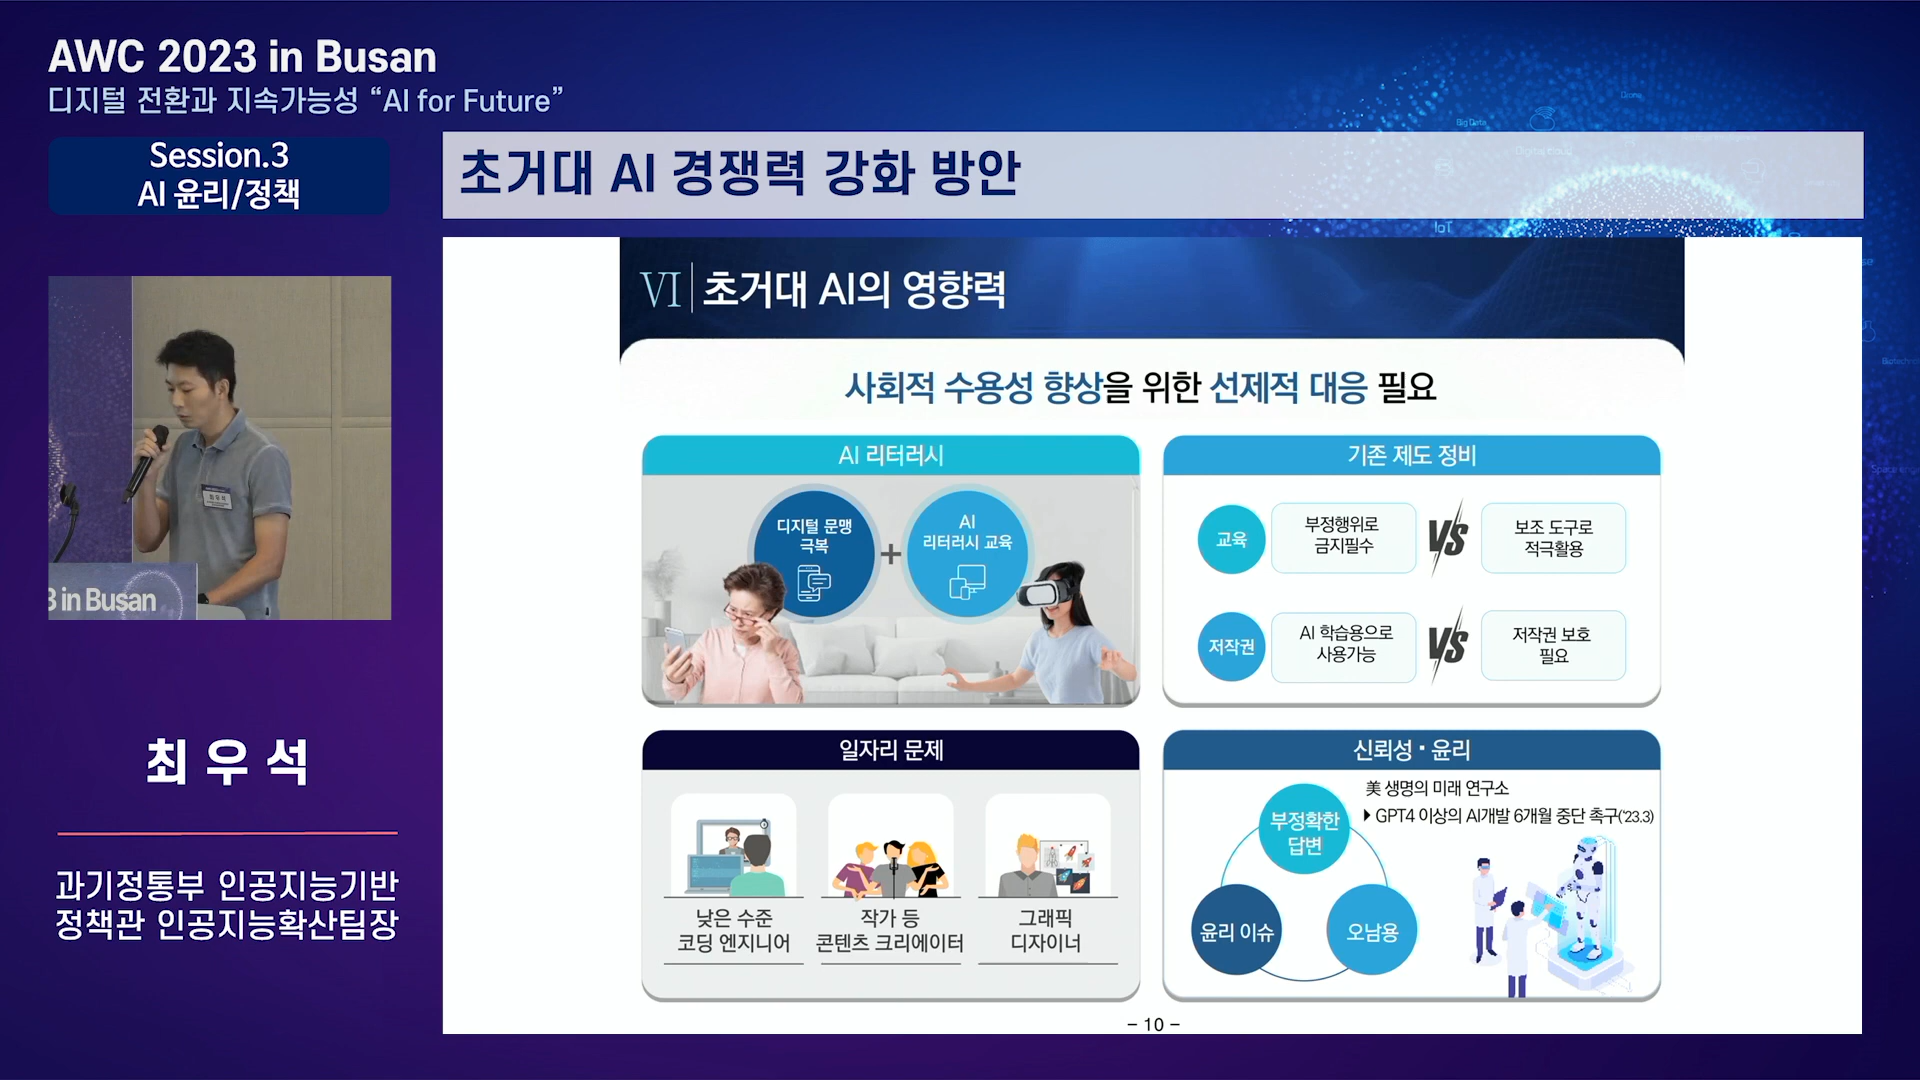 AWC 2023 in Busan
디지털 전환과 지속가능성 “AI for Future”
Session.3
AI 윤리/정책
초거대 AI 경쟁력 강화 방안
Big Data
Drone
Digital cloud
IoT
최우석
3 in Busan
최우석
과기정통부 인공지능기반
정책관 인공지능확산팀장
VI 초거대 AI의 영향력
사회적 수용성 향상을 위한 선제적 대응 필요
AI 리터러시
디지털 문맹
극복
+
AI
리터러시 교육
기존 제도 정비
교육
부정행위로
금지필수
VS
보조 도구로
적극활용
저작권
AI 학습용으로
사용가능
VS
저작권 보호
필요
일자리 문제
낮은 수준
코딩 엔지니어
작가 등
콘텐츠 크리에이터
그래픽
디자이너
신뢰성·윤리
美 생명의 미래 연구소
▶ GPT4 이상의 AI개발 6개월 중단 촉구('23.3)
부정확한
답변
윤리 이슈
오남용
– 10 –